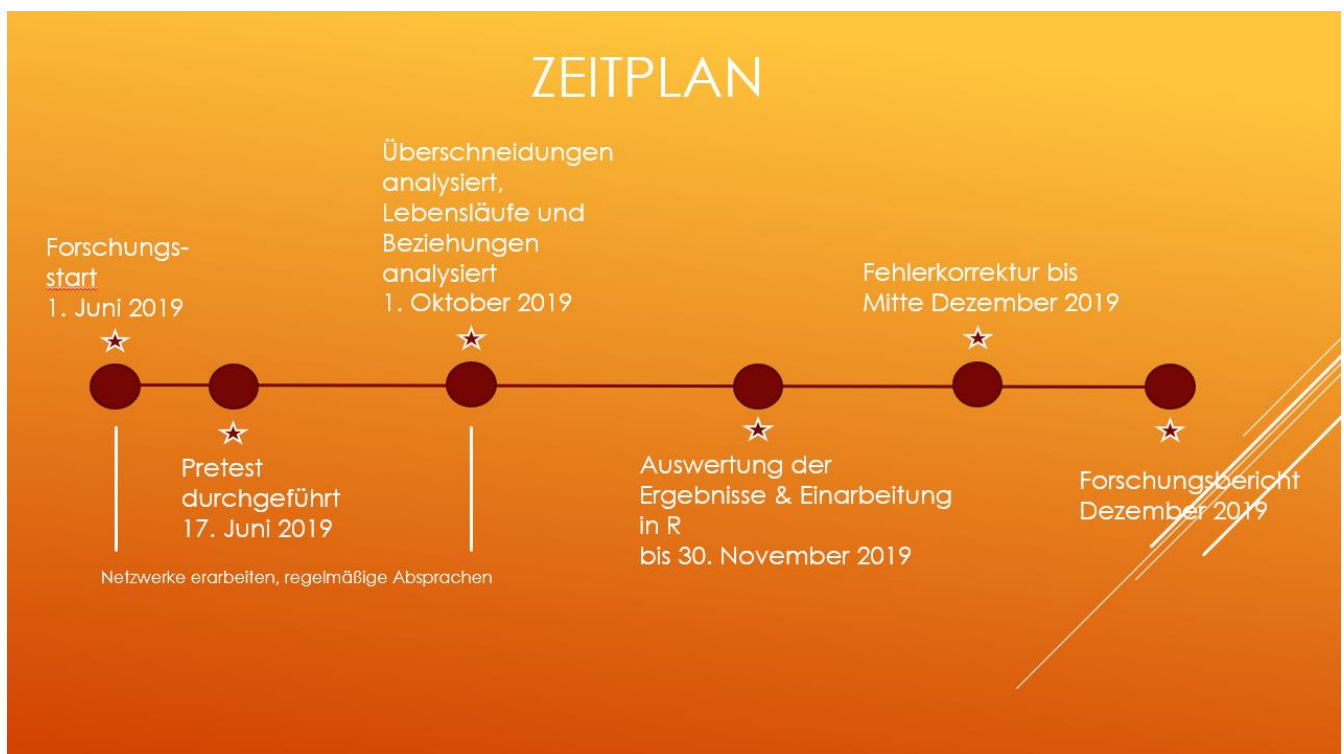 ZEITPLAN
Forschungs-
start
1. Juni 2019
Pretest
durchgeführt
17. Juni 2019
Überschneidungen
analysiert,
Lebensläufe und
Beziehungen
analysiert
1. Oktober 2019
Netzwerke erarbeiten, regelmäßige Absprachen
Auswertung der
Ergebnisse & Einarbeitung
in R
bis 30. November 2019
Fehlerkorrektur bis
Mitte Dezember 2019
Forschungsbericht
Dezember 2019